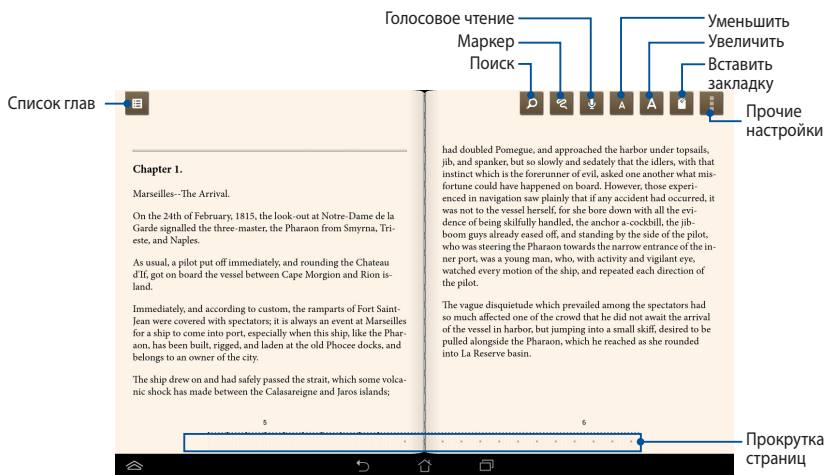 Голосовое чтение
Маркер
Поиск
Уменьшить
Увеличить
Вставить
закладку
Прочие
настройки
Список глав
A
A
Chapter 1.
Marseilles--The Arrival.
On the 24th of February, 1815, the look-out at Notre-Dame de la
Garde signalled the three-master, the Pharaon from Smyrna, Tri-
este, and Naples.
As usual, a pilot put off immediately, and rounding the Chateau
d'If, got on board the vessel between Cape Morgion and Rion is-
land.
Immediately, and according to custom, the ramparts of Fort Saint-
Jean were covered with spectators; it is always an event at Marseilles
for a ship to come into port, especially when this ship, like the Phar-
aon, has been built, rigged, and laden at the old Phocee docks, and
belongs to an owner of the city.
The ship drew on and had safely passed the strait, which some volca-
nic shock has made between the Calasareigne and Jaros islands;
5
had doubled Pomegue, and approached the harbor under topsails,
jib, and spanker, but so slowly and sedately that the idlers, with that
instinct which is the forerunner of evil, asked one another what mis-
fortune could have happened on board. However, those experi-
enced in navigation saw plainly that if any accident had occurred, it
was not to the vessel herself, for she bore down with all the evi-
dence of being skilfully handled, the anchor a-cockbill, the jib-
boom guys already eased off, and standing by the side of the pilot,
who was steering the Pharaon towards the narrow entrance of the in-
ner port, was a young man, who, with activity and vigilant eye,
watched every motion of the ship, and repeated each direction of
the pilot.
The vague disquietude which prevailed among the spectators had
so much affected one of the crowd that he did not await the arrival
of the vessel in harbor, but jumping into a small skiff, desired to be
pulled alongside the Pharaon, which he reached as she rounded
into La Reserve basin.
6
Прокрутка
страниц